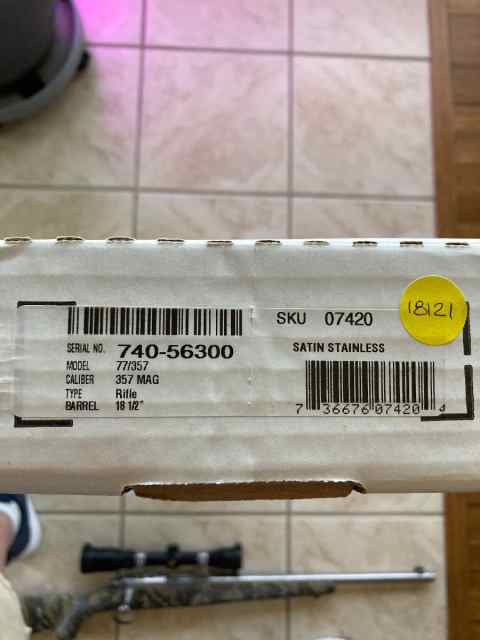 18121
SKU 07420
SERIAL NO. 740-56300
SATIN STAINLESS
MODEL 77/357
CALIBER 357 MAG
TYPE Rifle
BARREL 18 1/2"
7 36676 07420 4